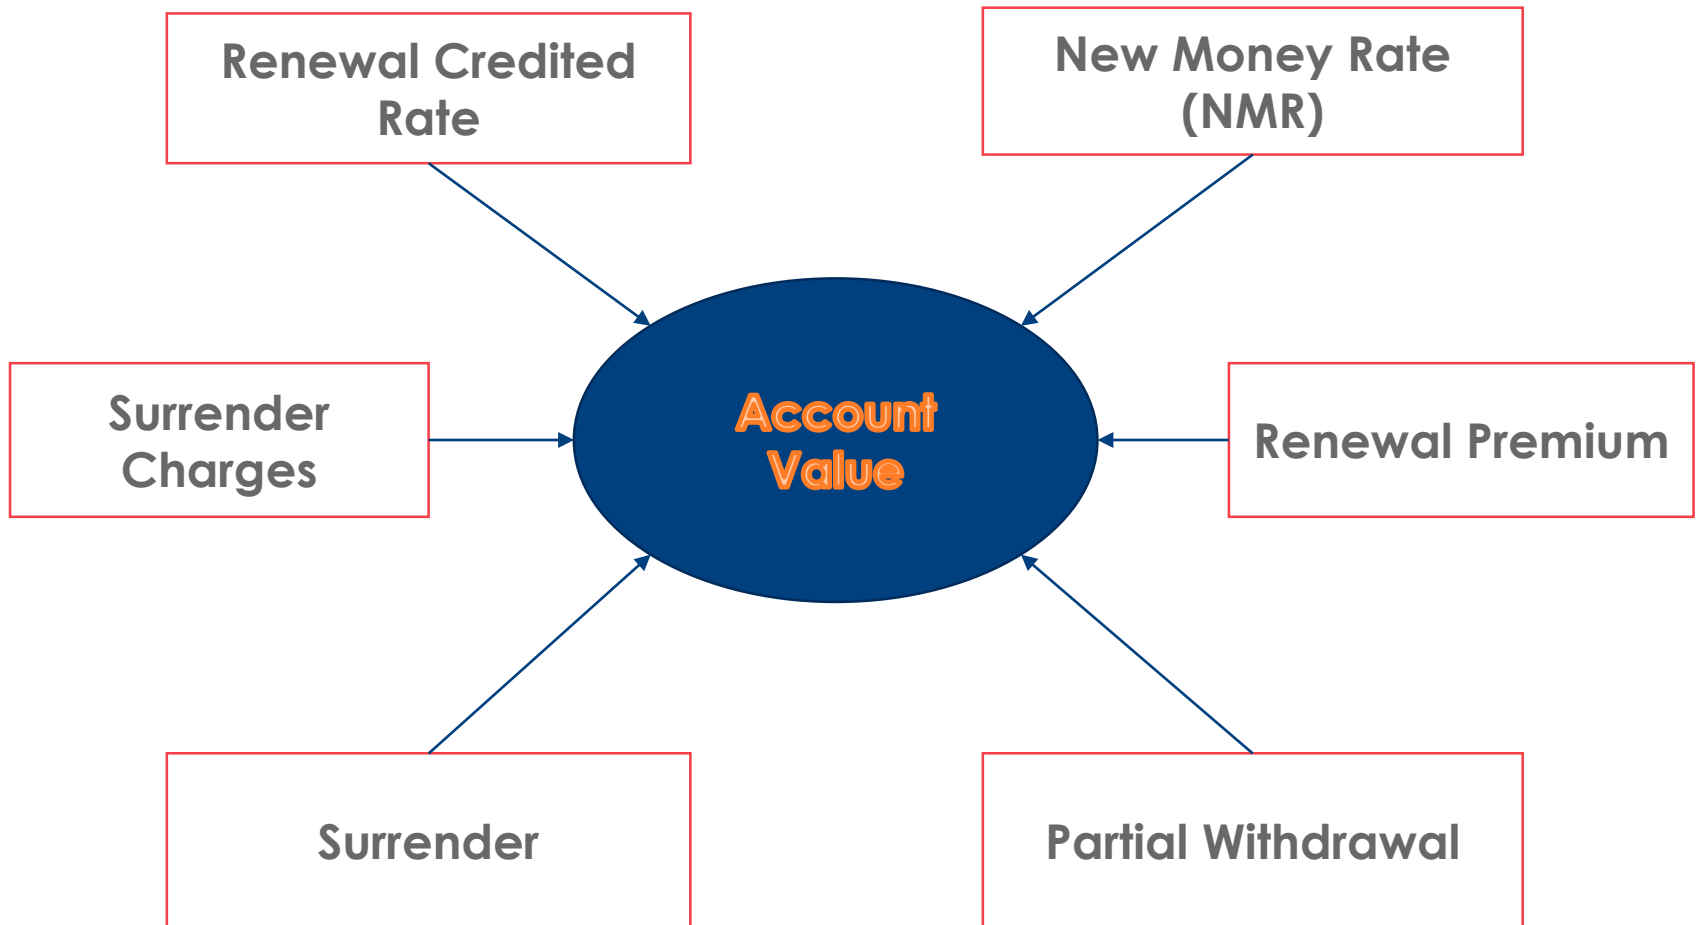 Renewal Credited
Rate
New Money Rate
(NMR)
Surrender
Charges
Account
Value
Renewal Premium
Surrender
Partial Withdrawal